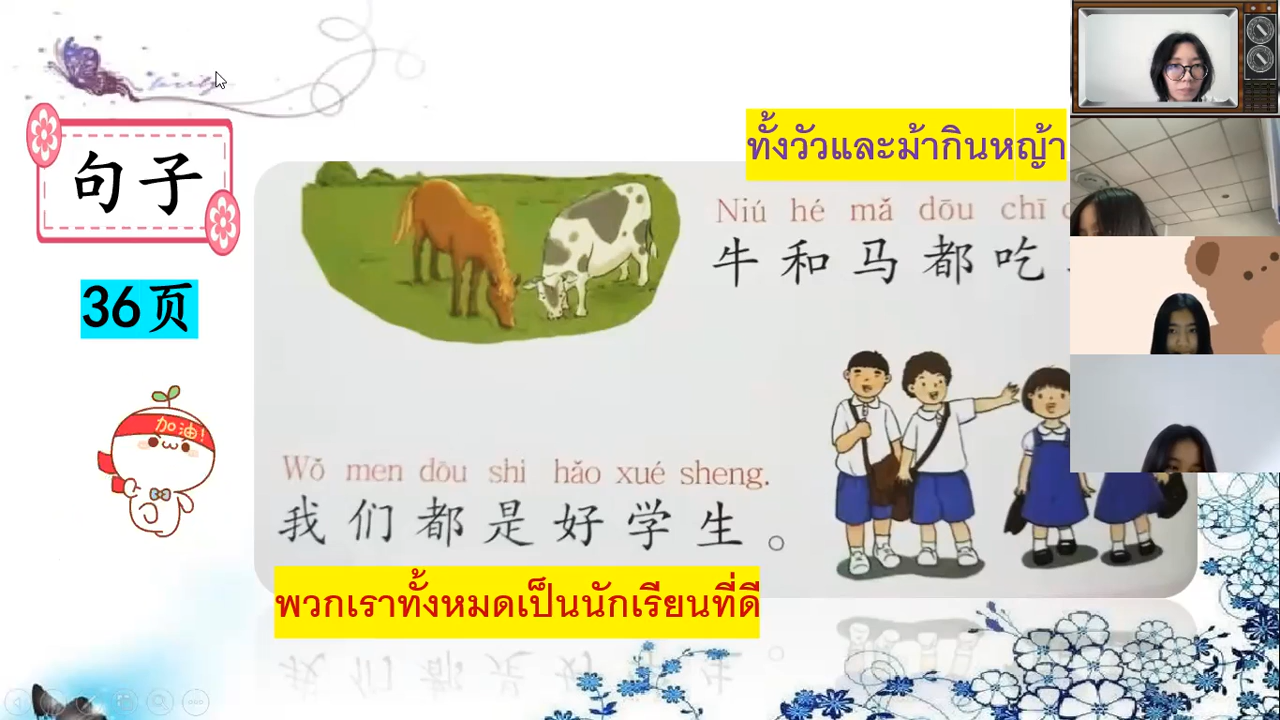 句子
36页
加油!
ทั้งวัวและม้ากินหญ้า
Niú hé mǎ dōu chī
牛和马都吃
Wǒ men dōu shi hǎo xué sheng.
我们都是好学生。
พวกเราทั้งหมดเป็นนักเรียนที่ดี